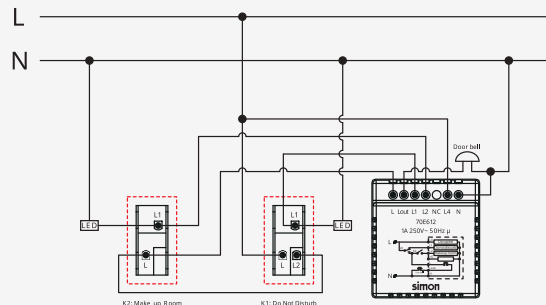 L
N
Door bell
L1
L1
LED
LED
L
L
L2
L Lout L1 L2 NC L4 N
70E612
1A 250V~ 50Hz μ
L
N
simon
K2: Make up Room
K1: Do Not Disturb